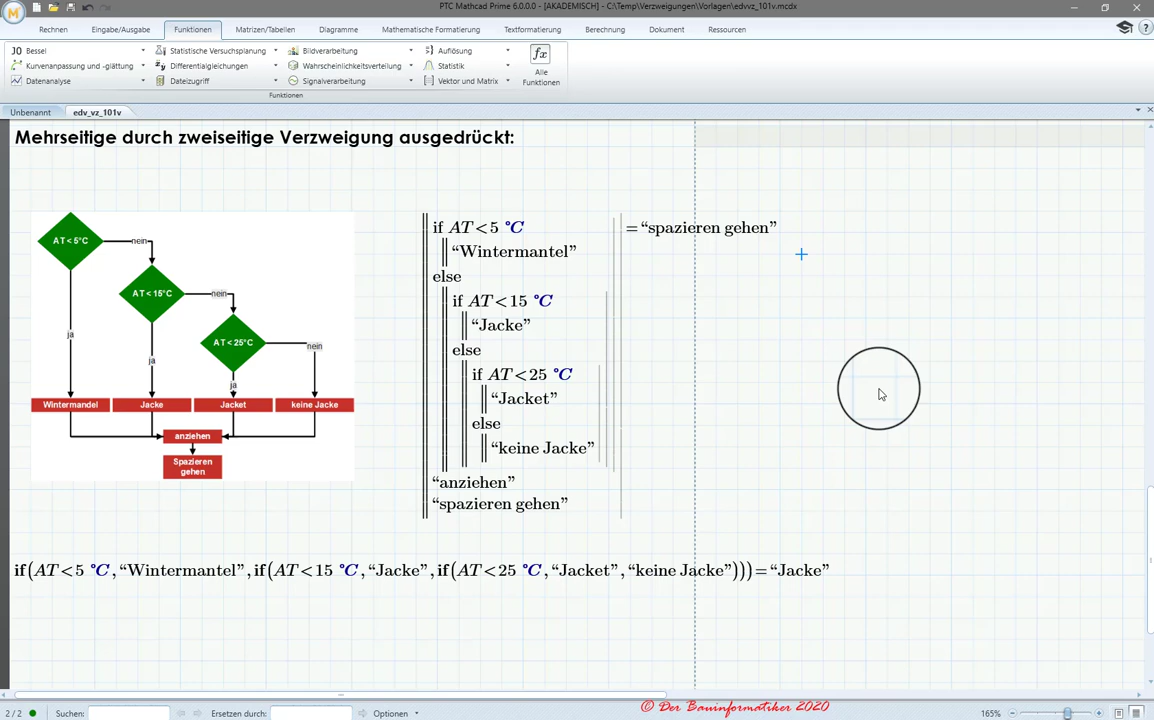 PTC Mathcad Prime 6.0.0.0 - [AKADEMISCH] - C:\Temp\Verzweigungen\Vorlagen\edvvz_101v.mcdx
Rechnen Eingabe/Ausgabe Funktionen Matrizen/Tabellen Diagramme Mathematische Formatierung Textformatierung Berechnung Dokument Ressourcen
Bessel Statistische Versuchsplanung Bildverarbeitung Auflösung
Kurvenanpassung und -glättung Differentialgleichungen Wahrscheinlichkeitsverteilung Statistik
Datenanalyse Dateizugriff Signalverarbeitung Vektor und Matrix
fx
Alle
Funktionen
Funktionen
Unbenannt edv_vz_101v
Mehrseitige durch zweiseitige Verzweigung ausgedrückt:
AT < 5°C
nein
AT < 15°C
nein
AT < 25°C
nein
ja
ja
ja
Wintermandel Jacke Jacket keine Jacke
anziehen
Spazieren
gehen
if AT < 5 °C
“Wintermantel”
else
if AT < 15 °C
“Jacke”
else
if AT < 25 °C
“Jacket”
else
“keine Jacke”
“anziehen”
“spazieren gehen”
= “spazieren gehen”
if(AT < 5 °C, “Wintermantel”, if(AT < 15 °C, “Jacke”, if(AT < 25 °C, “Jacket”, “keine Jacke”))) = “Jacke”
2 / 2 Suchen: Ersetzen durch: Optionen © Der Bauinformatiker 2020 165%